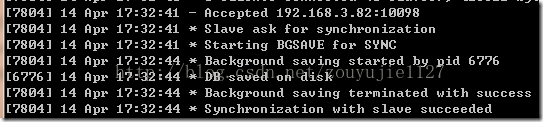 [7804] 14 Apr 17:32:41 - Accepted 192.168.3.82:10098
[7804] 14 Apr 17:32:41 * Slave ask for synchronization
[7804] 14 Apr 17:32:41 * Starting BGSAVE for SYNC
[7804] 14 Apr 17:32:44 * Background saving started by pid 6776
[6776] 14 Apr 17:32:44 * DB saved on disk
[7804] 14 Apr 17:32:44 * Background saving terminated with success
[7804] 14 Apr 17:32:44 * Synchronization with slave succeeded
http://blog.csdn.net/zouyujie1127